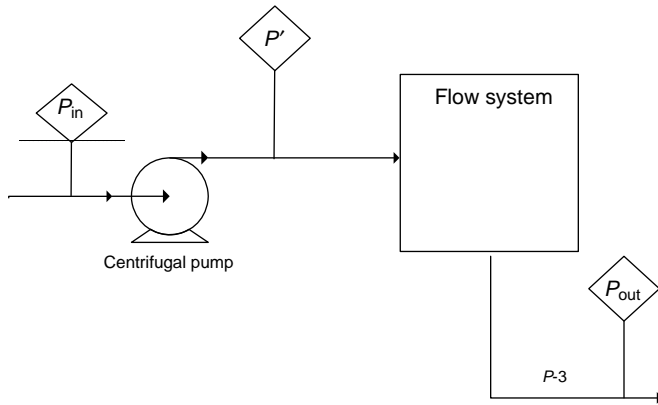 P′
Flow system
Pin
Centrifugal pump
Pout
P-3